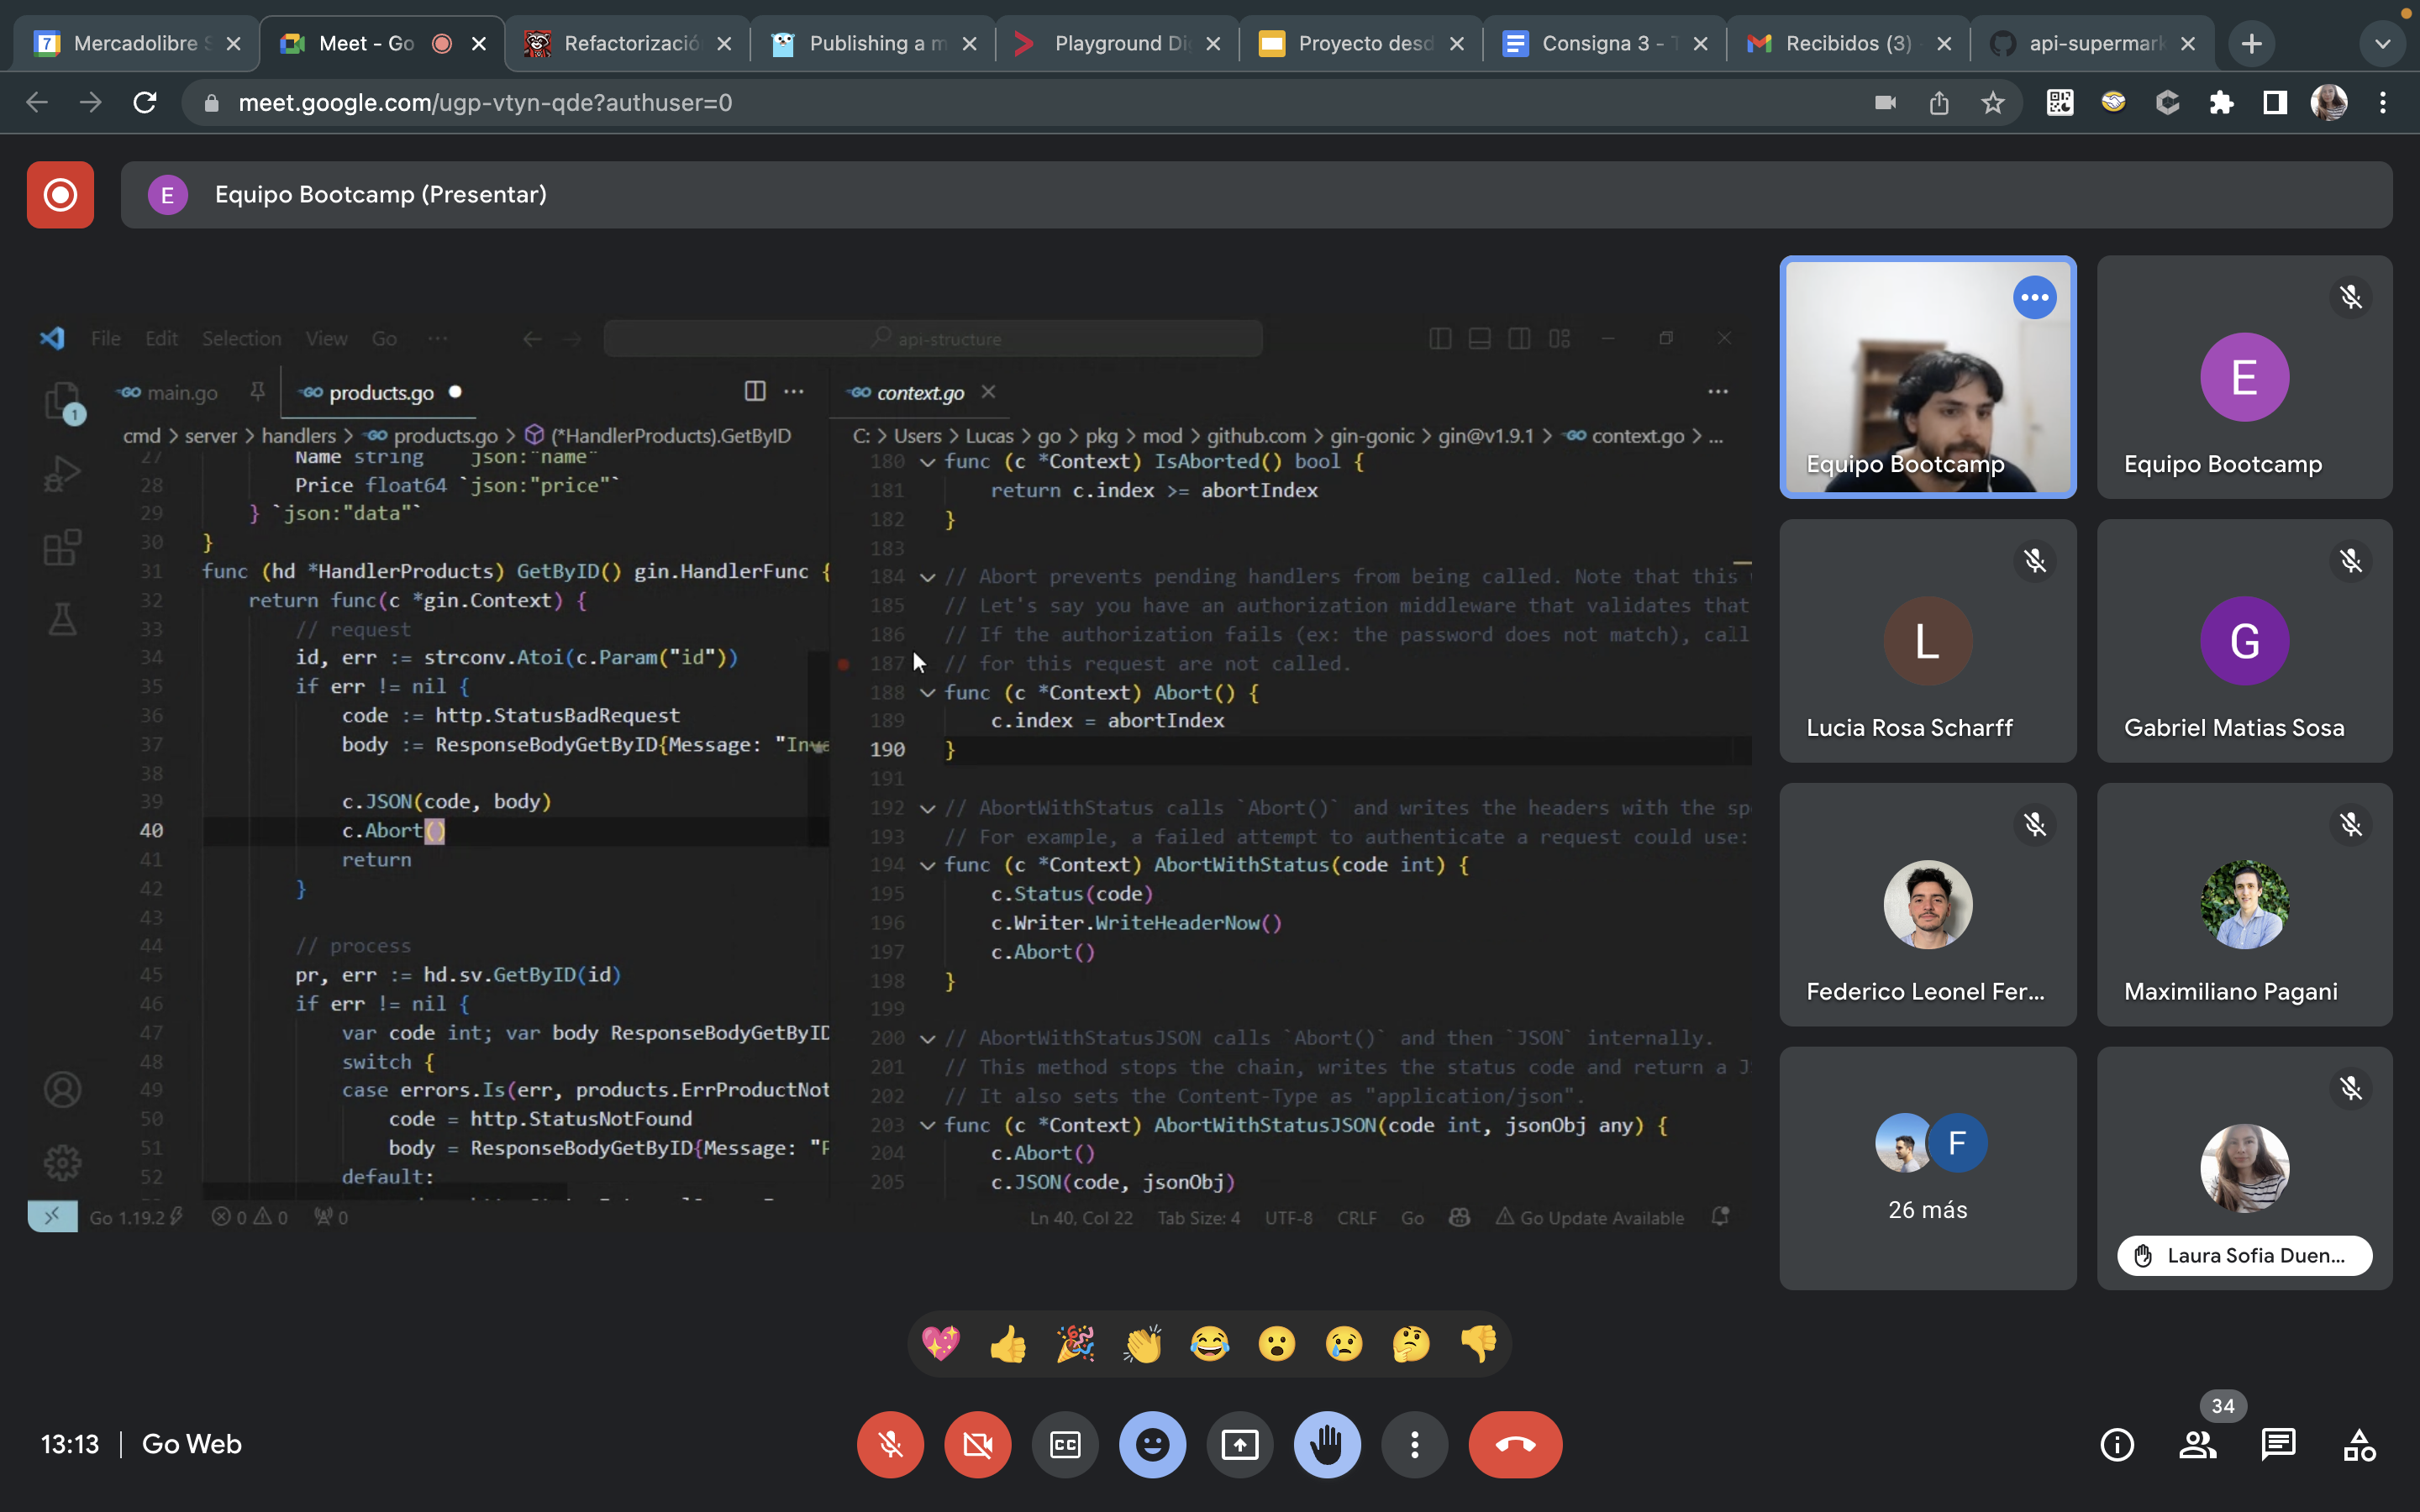 7 Mercadolibre S
Meet - Go
Refactorizació
Publishing a m
Playground Di
Proyecto desd
Consigna 3 - T
Recibidos (3)
api-supermark
meet.google.com/ugp-vtyn-qde?authuser=0
E Equipo Bootcamp (Presentar)
File Edit Selection View Go ...
api-structure
GO main.go
GO products.go
GO context.go
1
cmd > server > handlers > GO products.go > (*HandlerProducts).GetByID
27 Name string `json:"name"`
28 Price float64 `json:"price"`
29 } `json:"data"`
30 }
31 func (hd *HandlerProducts) GetByID() gin.HandlerFunc {
32 return func(c *gin.Context) {
33 // request
34 id, err := strconv.Atoi(c.Param("id"))
35 if err != nil {
36 code := http.StatusBadRequest
37 body := ResponseBodyGetByID{Message: "Inva
38
39 c.JSON(code, body)
40 c.Abort()
41 return
42 }
43
44 // process
45 pr, err := hd.sv.GetByID(id)
46 if err != nil {
47 var code int; var body ResponseBodyGetByID
48 switch {
49 case errors.Is(err, products.ErrProductNot
50 code = http.StatusNotFound
51 body = ResponseBodyGetByID{Message: "P
52 default:
C: > Users > Lucas > go > pkg > mod > github.com > gin-gonic > gin@v1.9.1 > GO context.go > ...
180 func (c *Context) IsAborted() bool {
181 return c.index >= abortIndex
182 }
183
184 // Abort prevents pending handlers from being called. Note that this
185 // Let's say you have an authorization middleware that validates that
186 // If the authorization fails (ex: the password does not match), call
187 // for this request are not called.
188 func (c *Context) Abort() {
189 c.index = abortIndex
190 }
191
192 // AbortWithStatus calls `Abort()` and writes the headers with the sp
193 // For example, a failed attempt to authenticate a request could use:
194 func (c *Context) AbortWithStatus(code int) {
195 c.Status(code)
196 c.Writer.WriteHeaderNow()
197 c.Abort()
198 }
199
200 // AbortWithStatusJSON calls `Abort()` and then `JSON` internally.
201 // This method stops the chain, writes the status code and return a J
202 // It also sets the Content-Type as "application/json".
203 func (c *Context) AbortWithStatusJSON(code int, jsonObj any) {
204 c.Abort()
205 c.JSON(code, jsonObj)
Go 1.19.2 0 0 0
Ln 40, Col 22 Tab Size: 4 UTF-8 CRLF Go Go Update Available
Equipo Bootcamp
E
Equipo Bootcamp
L
Lucia Rosa Scharff
G
Gabriel Matias Sosa
Federico Leonel Fer...
Maximiliano Pagani
F
26 más
Laura Sofia Duen...
13:13 | Go Web
CC
34